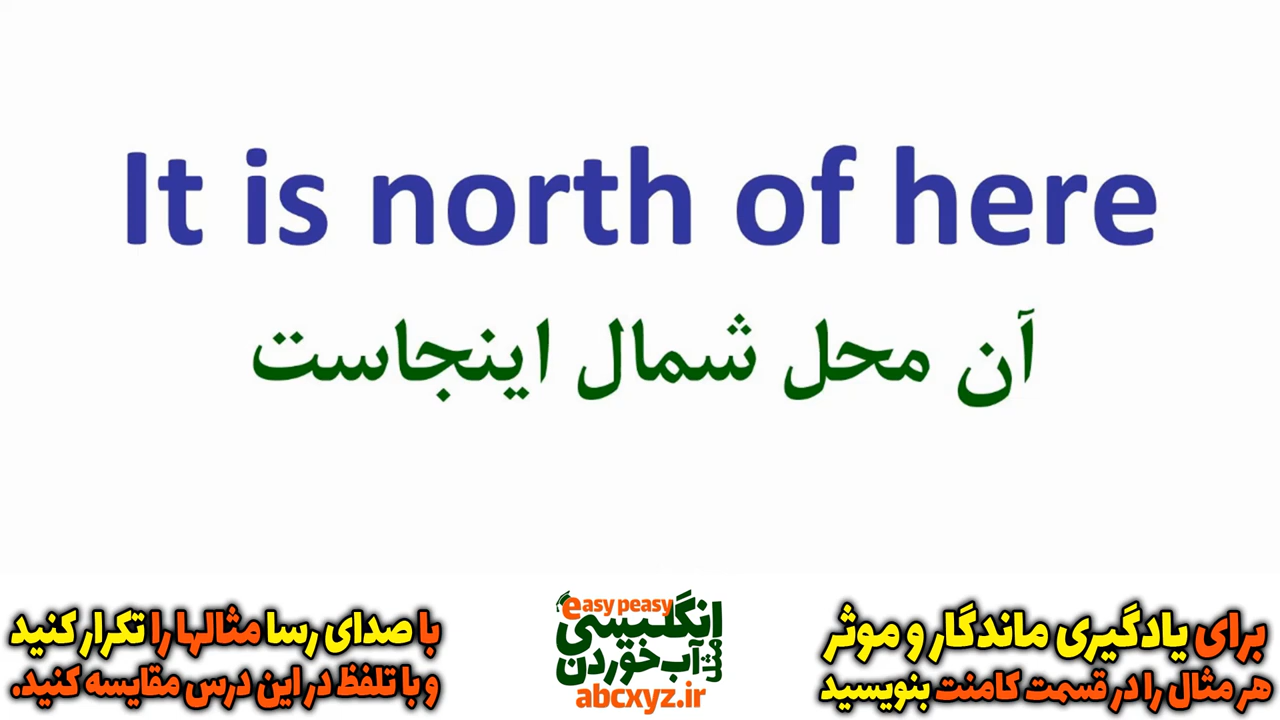 It is north of here
آن محل شمال اینجاست
برای یادگیری ماندگار و موثر
هر مثال را در قسمت کامنت بنویسید
easy peasy
انگلیسی
مثل آب خوردن
abcxyz.ir
با صدای رسا مثالها را تکرار کنید
و با تلفظ در این درس مقایسه کنید.